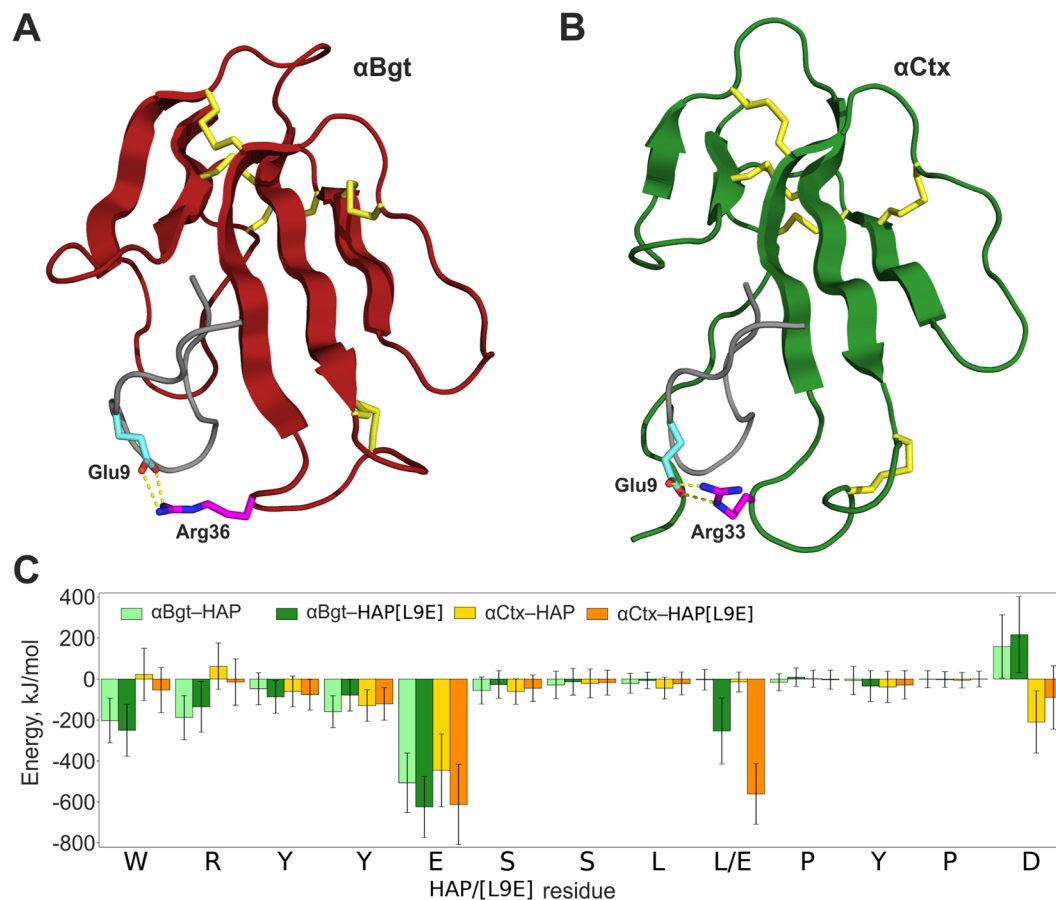 A
αBgt
Glu9
Arg36
B
αCtx
Glu9
Arg33
C
αBgt–HAP αBgt–HAP[L9E] αCtx–HAP αCtx–HAP[L9E]
Energy, kJ/mol
400
200
0
-200
-400
-600
-800
W R Y Y E S S L L/E P Y P D
HAP/[L9E] residue